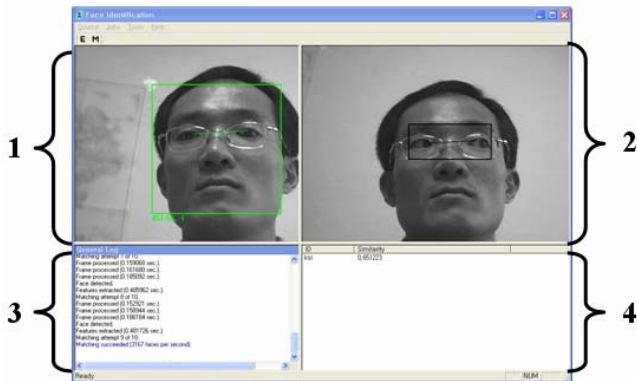 Face Identification
Source Jobs Tools Help
E M
1
2
General Log
Matching attempt 7 of 10.
Frame processed (0.159068 sec.).
Frame processed (0.161680 sec.).
Frame processed (0.185092 sec.).
Face detected.
Features extracted (0.485962 sec.).
Matching attempt 8 of 10.
Frame processed (0.152921 sec.).
Frame processed (0.158944 sec.).
Frame processed (0.186184 sec.).
Face detected.
Features extracted (0.481726 sec.).
Matching attempt 9 of 10.
Matching succeeded (3167 faces per second).
ID Similarity
0.651223
3
4
Ready
NUM